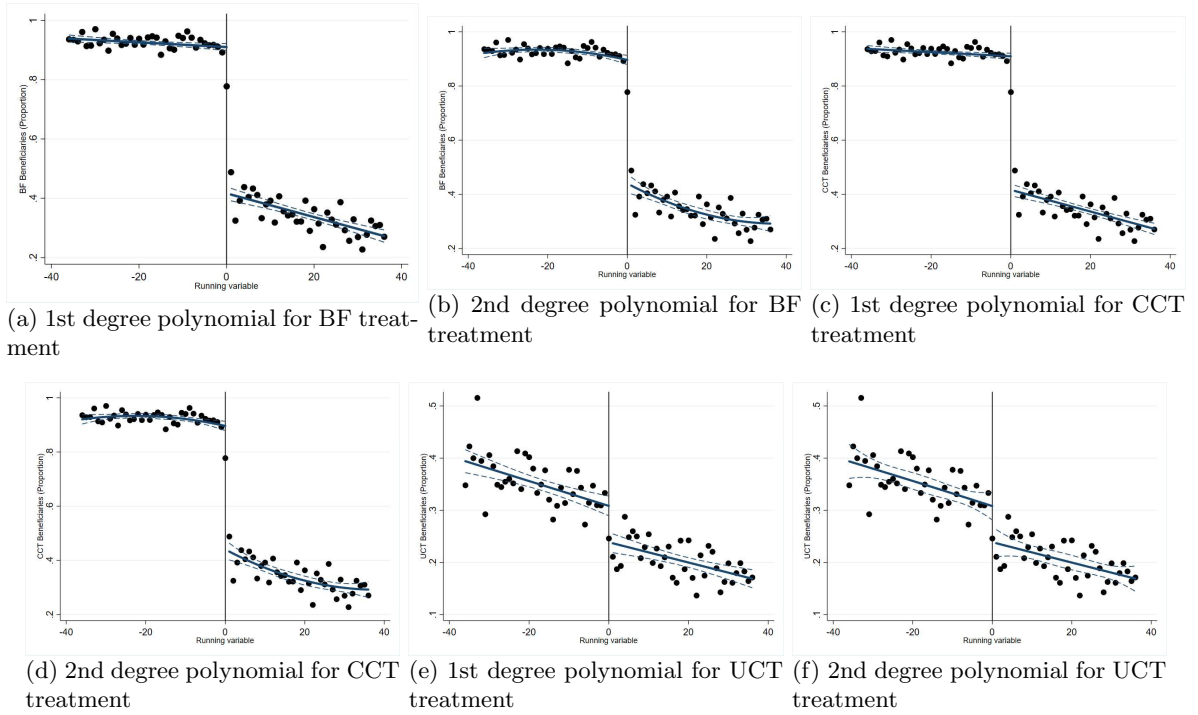 1
.8
.6
.4
.2
BF Beneficiaries (Proportion)
-40 -20 0 20 40
Running variable
(a) 1st degree polynomial for BF treat-
ment
1
.8
.6
.4
.2
BF Beneficiaries (Proportion)
-40 -20 0 20 40
Running variable
(b) 2nd degree polynomial for BF
treatment
1
.8
.6
.4
.2
CCT Beneficiaries (Proportion)
-40 -20 0 20 40
Running variable
(c) 1st degree polynomial for CCT
treatment
1
.8
.6
.4
.2
CCT Beneficiaries (Proportion)
-40 -20 0 20 40
Running variable
(d) 2nd degree polynomial for CCT
treatment
.5
.4
.3
.2
.1
UCT Beneficiaries (Proportion)
-40 -20 0 20 40
Running variable
(e) 1st degree polynomial for UCT
treatment
.5
.4
.3
.2
.1
UCT Beneficiaries (Proportion)
-40 -20 0 20 40
Running variable
(f) 2nd degree polynomial for UCT
treatment